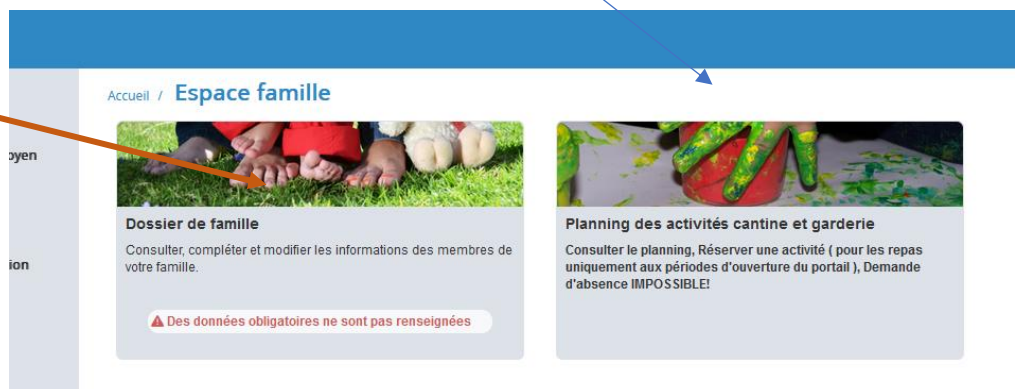 Accueil / Espace famille
oyen
ion
Dossier de famille
Consulter, compléter et modifier les informations des membres de
votre famille.
Des données obligatoires ne sont pas renseignées
Planning des activités cantine et garderie
Consulter le planning, Réserver une activité ( pour les repas
uniquement aux périodes d'ouverture du portail ), Demande
d'absence IMPOSSIBLE!